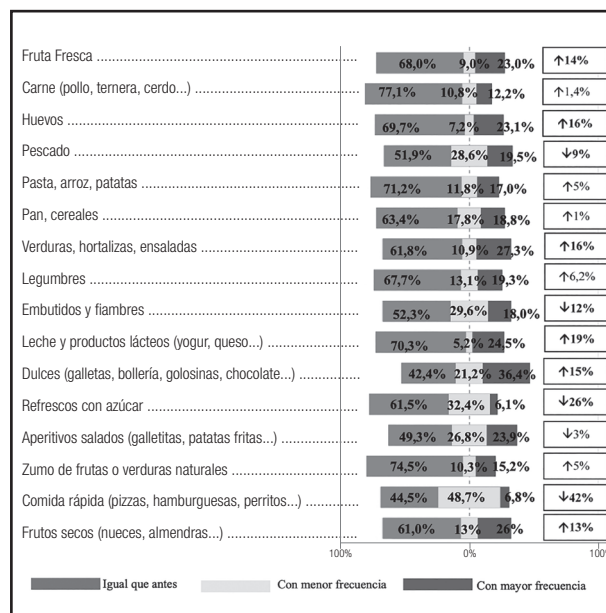 Fruta Fresca 68,0% 9,0% 23,0% ↑14%
Carne (pollo, ternera, cerdo...) 77,1% 10,8% 12,2% ↑1,4%
Huevos 69,7% 7,2% 23,1% ↑16%
Pescado 51,9% 28,6% 19,5% ↓9%
Pasta, arroz, patatas 71,2% 11,8% 17,0% ↑5%
Pan, cereales 63,4% 17,8% 18,8% ↑1%
Verduras, hortalizas, ensaladas 61,8% 10,9% 27,3% ↑16%
Legumbres 67,7% 13,1% 19,3% ↑6,2%
Embutidos y fiambres 52,3% 29,6% 18,0% ↓12%
Leche y productos lácteos (yogur, queso...) 70,3% 5,2% 24,5% ↑19%
Dulces (galletas, bollería, golosinas, chocolate...) 42,4% 21,2% 36,4% ↑15%
Refrescos con azúcar 61,5% 32,4% 6,1% ↓26%
Aperitivos salados (galletitas, patatas fritas...) 49,3% 26,8% 23,9% ↓3%
Zumo de frutas o verduras naturales 74,5% 10,3% 15,2% ↑5%
Comida rápida (pizzas, hamburguesas, perritos...) 44,5% 48,7% 6,8% ↓42%
Frutos secos (nueces, almendras...) 61,0% 13% 26% ↑13%
100% 0% 100%
Igual que antes Con menor frecuencia Con mayor frecuencia